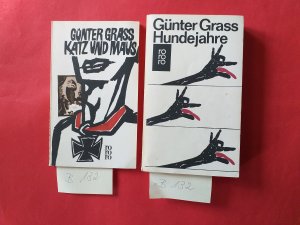 GÜNTER GRASS
KATZ UND MAUS
rororo
B 132
Günter Grass
Hundejahre
rororo
B 132